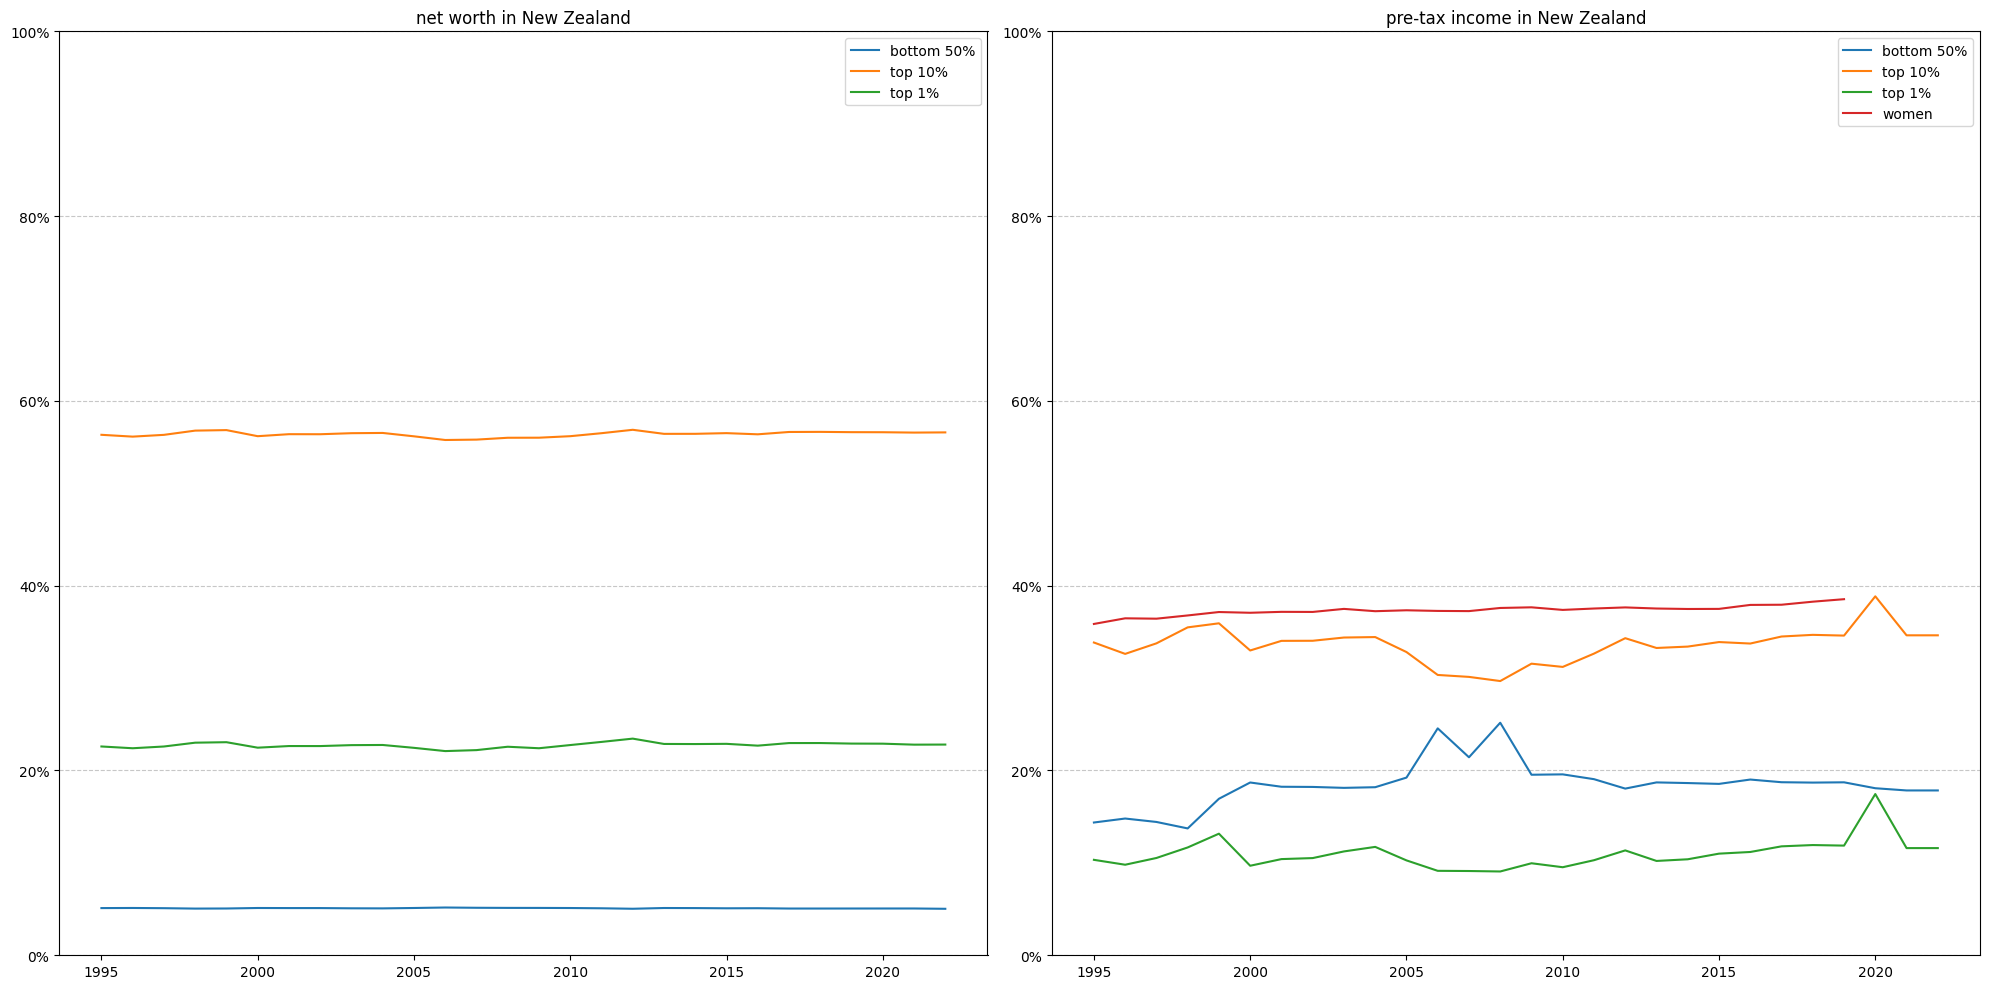 net worth in New Zealand
100%
80%
60%
40%
20%
0%
1995 2000 2005 2010 2015 2020
bottom 50%
top 10%
top 1%
pre-tax income in New Zealand
100%
80%
60%
40%
20%
0%
1995 2000 2005 2010 2015 2020
bottom 50%
top 10%
top 1%
women